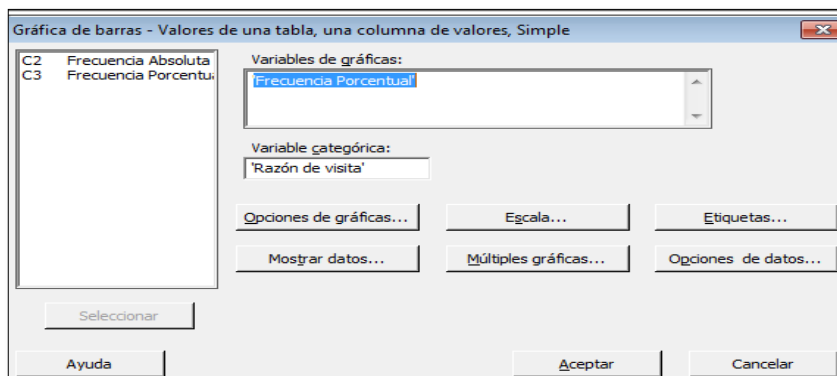 Gráfica de barras - Valores de una tabla, una columna de valores, Simple
C2 Frecuencia Absoluta
C3 Frecuencia Porcentu
Variables de gráficas:
'Frecuencia Porcentual'
Variable categórica:
'Razón de visita'
Opciones de gráficas... Escala... Etiquetas...
Mostrar datos... Múltiples gráficas... Opciones de datos...
Seleccionar
Ayuda Aceptar Cancelar